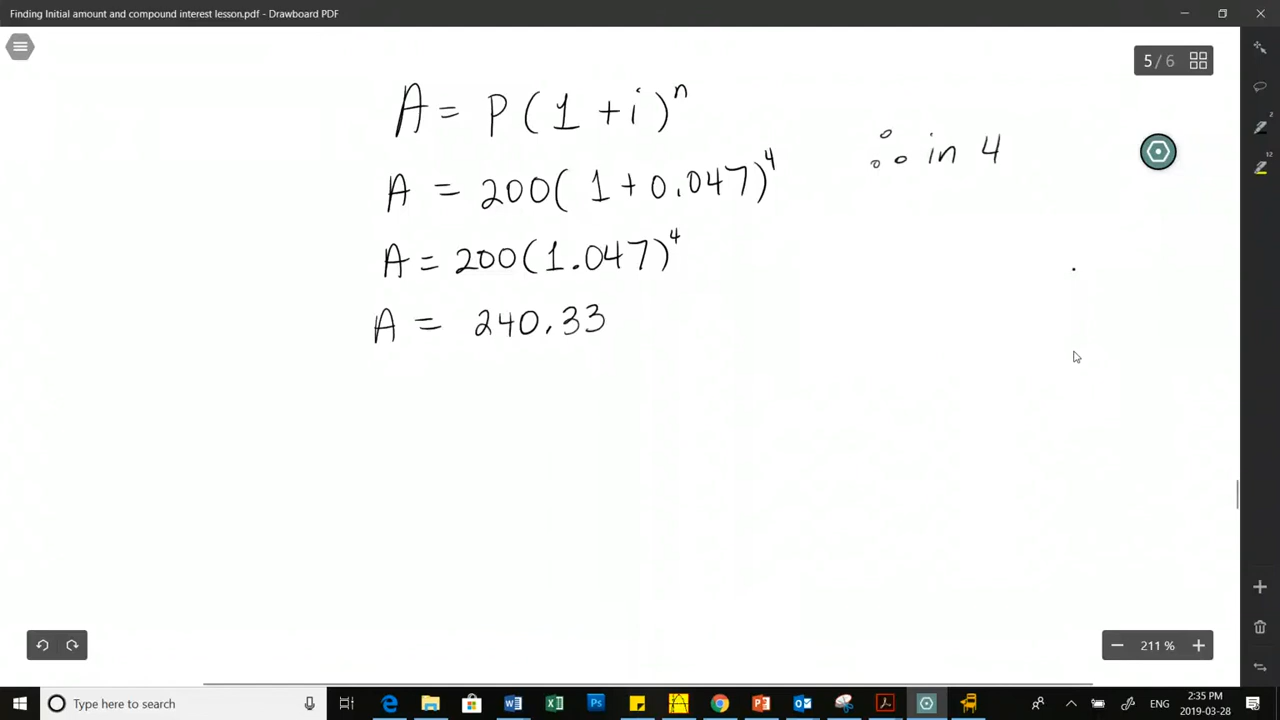 Finding Initial amount and compound interest lesson.pdf - Drawboard PDF
5 / 6
A = P(1 + i)ⁿ
A = 200(1 + 0.047)⁴
∴ in 4
A = 200(1.047)⁴
A = 240.33
211 %
Type here to search
ENG
2:35 PM
2019-03-28